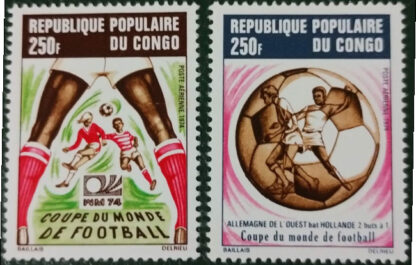 REPUBLIQUE POPULAIRE
DU CONGO
250F
POSTE AERIENNE 1974
FWM 74
COUPE DU MONDE
DE FOOTBALL
BAILLAIS
DELRIEU
REPUBLIQUE POPULAIRE
DU CONGO
250F
POSTE AERIENNE 1974
ALLEMAGNE DE L'OUEST bat HOLLANDE 2 buts à 1
Coupe du monde de football
BAILLAIS
DELRIEU